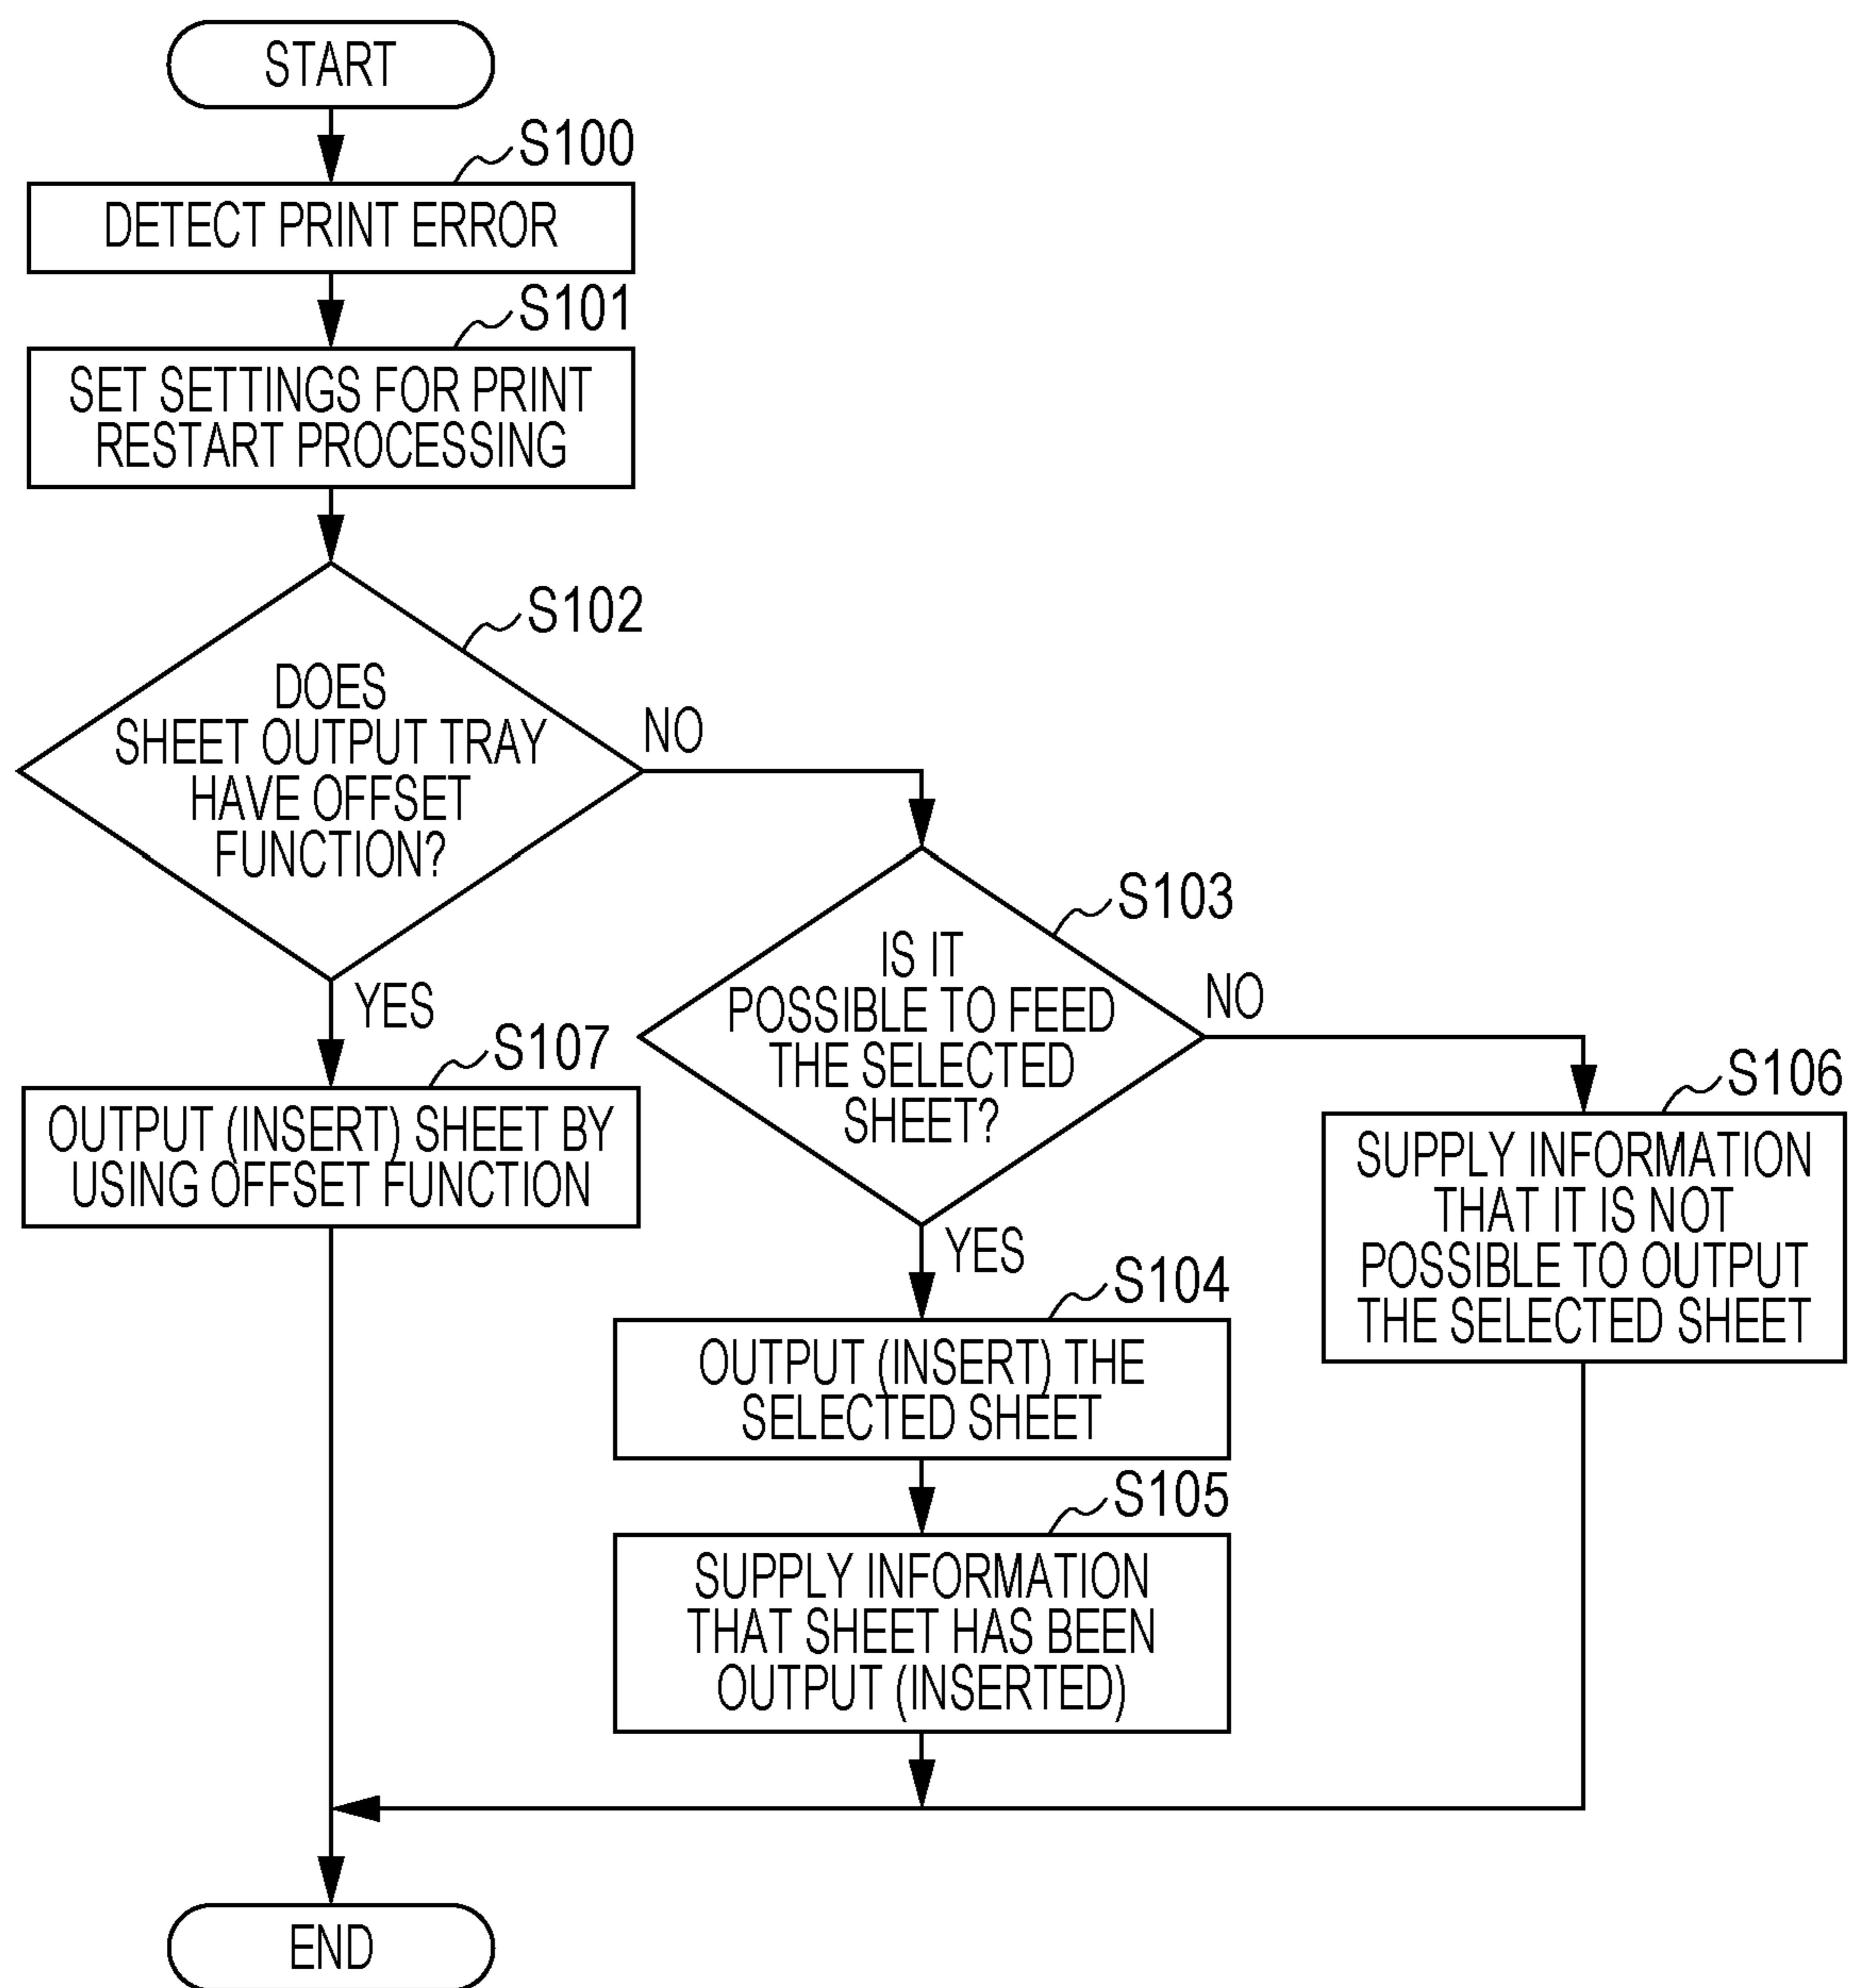 START
S100
DETECT PRINT ERROR
S101
SET SETTINGS FOR PRINT
RESTART PROCESSING
S102
DOES
SHEET OUTPUT TRAY
HAVE OFFSET
FUNCTION?
NO
YES
S103
IS IT
POSSIBLE TO FEED
THE SELECTED
SHEET?
NO
YES
S107
OUTPUT (INSERT) SHEET BY
USING OFFSET FUNCTION
S106
SUPPLY INFORMATION
THAT IT IS NOT
POSSIBLE TO OUTPUT
THE SELECTED SHEET
S104
OUTPUT (INSERT) THE
SELECTED SHEET
S105
SUPPLY INFORMATION
THAT SHEET HAS BEEN
OUTPUT (INSERTED)
END